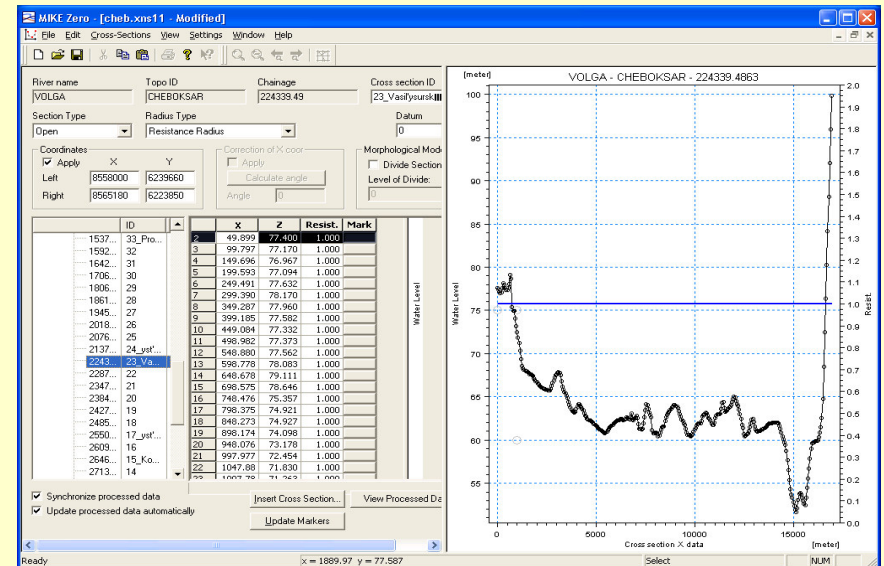 MIKE Zero - [cheb.xns11 - Modified]
File Edit Cross-Sections View Settings Window Help
River name Topo ID Chainage Cross section ID
VOLGA CHEBOKSAR 224339.49 23_Vasil'ysursk
Section Type Radius Type Datum
Open Resistance Radius 0
Coordinates Correction of X coor Morphological Mode
Apply X Y Apply Divide Section
Left 8558000 6239660 Calculate angle Level of Divide:
Right 8565180 6223850 Angle 0 0
ID
1537... 33_Pro...
1592... 32
1642... 31
1706... 30
1806... 29
1861... 28
1945... 27
2018... 26
2076... 25
2137... 24_yst'...
2243... 23_Va...
2287... 22
2347... 21
2384... 20
2427... 19
2485... 18
2550... 17_yst'...
2609... 16
2646... 15_Ko...
2713... 14
X Z Resist. Mark
2 49.899 77.400 1.000
3 99.797 77.170 1.000
4 149.696 76.967 1.000
5 199.593 77.094 1.000
6 249.491 77.632 1.000
7 299.390 78.170 1.000
8 349.287 77.960 1.000
9 399.185 77.582 1.000
10 449.084 77.332 1.000
11 498.982 77.373 1.000
12 548.880 77.562 1.000
13 598.778 78.083 1.000
14 648.678 79.111 1.000
15 698.575 78.646 1.000
16 748.476 75.357 1.000
17 798.375 74.921 1.000
18 848.273 74.927 1.000
19 898.174 74.098 1.000
20 948.076 73.178 1.000
21 997.977 72.454 1.000
22 1047.88 71.830 1.000
23 1097.78 71.263 1.000
Water Level
Synchronize processed data
Update processed data automatically
Insert Cross Section... View Processed Da
Update Markers
[meter] VOLGA - CHEBOKSAR - 224339.4863
100
95
90
85
80
75
70
65
60
55
Water Level
2.0
1.9
1.8
1.7
1.6
1.5
1.4
1.3
1.2
1.1
1.0
0.9
0.8
0.7
0.6
0.5
0.4
0.3
0.2
0.1
0.0
Resist.
0 5000 10000 15000
Cross section X data [meter]
Ready x = 1889.97 y = 77.587 Select NUM